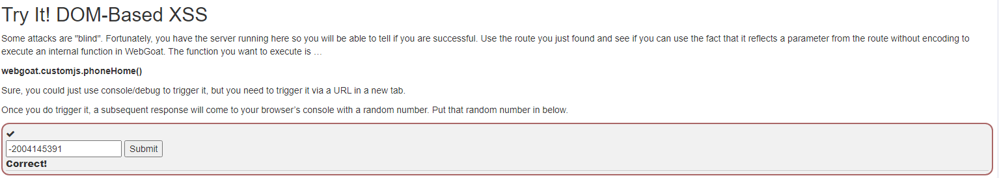 Try It! DOM-Based XSS
Some attacks are "blind". Fortunately, you have the server running here so you will be able to tell if you are successful. Use the route you just found and see if you can use the fact that it reflects a parameter from the route without encoding to
execute an internal function in WebGoat. The function you want to execute is …
webgoat.customjs.phoneHome()
Sure, you could just use console/debug to trigger it, but you need to trigger it via a URL in a new tab.
Once you do trigger it, a subsequent response will come to your browser’s console with a random number. Put that random number in below.
✔
-2004145391 Submit
Correct!